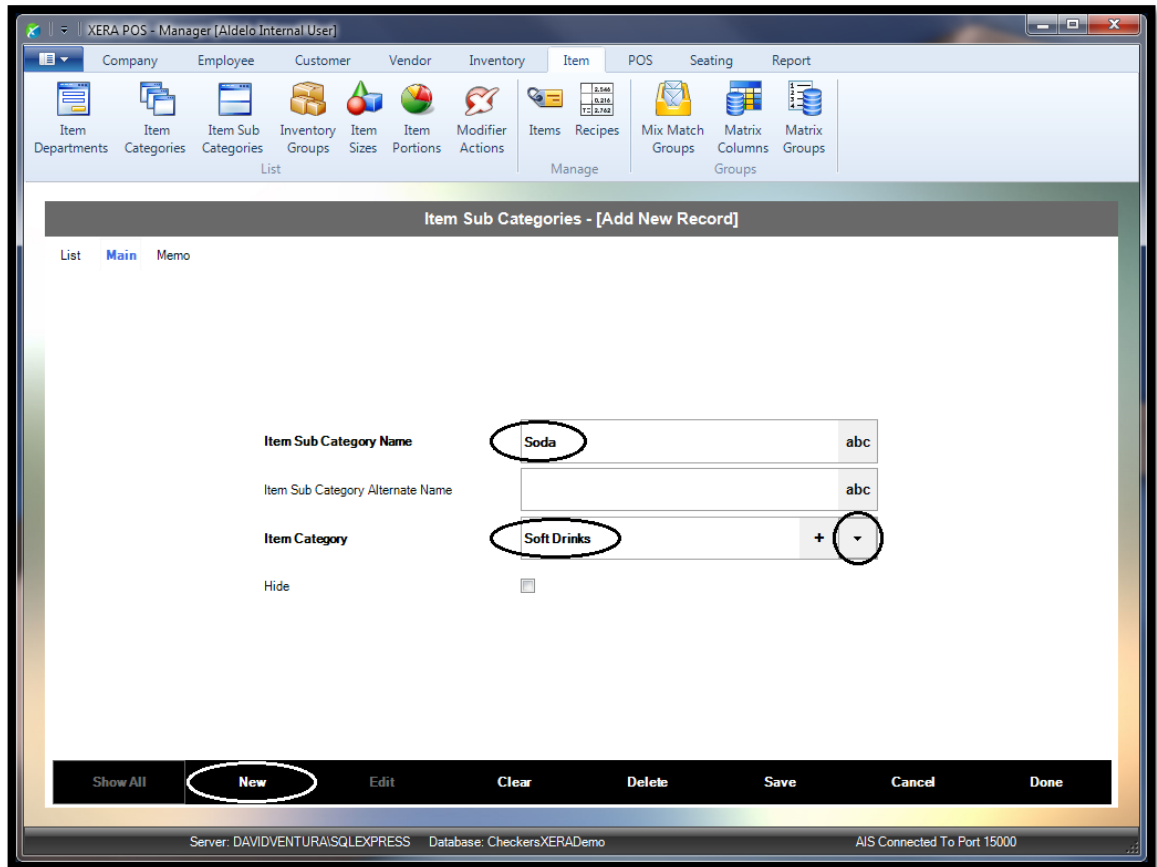 XERA POS - Manager [Aldelo Internal User]
Company Employee Customer Vendor Inventory Item POS Seating Report
Item Departments
Item Categories
Item Sub Categories
Inventory Groups
Item Sizes
Item Portions
Modifier Actions
Items
Recipes
Mix Match Groups
Matrix Columns
Matrix Groups
List Manage Groups
Item Sub Categories - [Add New Record]
List Main Memo
Item Sub Category Name Soda abc
Item Sub Category Alternate Name abc
Item Category Soft Drinks +
Hide
Show All New Edit Clear Delete Save Cancel Done
Server: DAVIDVENTURA\SQLEXPRESS Database: CheckersXERADemo AIS Connected To Port 15000